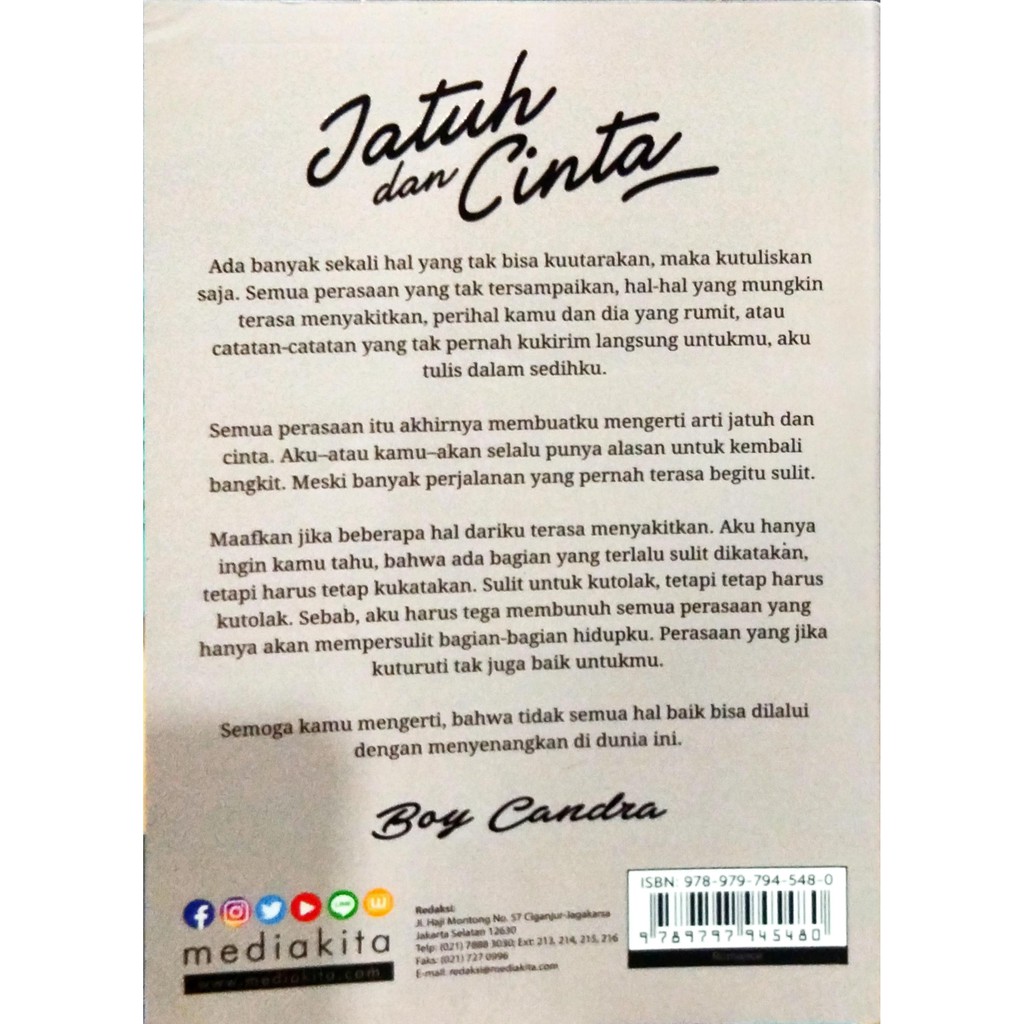 Jatuh
dan Cinta
Ada banyak sekali hal yang tak bisa kuutarakan, maka kutuliskan
saja. Semua perasaan yang tak tersampaikan, hal-hal yang mungkin
terasa menyakitkan, perihal kamu dan dia yang rumit, atau
catatan-catatan yang tak pernah kukirim langsung untukmu, aku
tulis dalam sedihku.
Semua perasaan itu akhirnya membuatku mengerti arti jatuh dan
cinta. Aku–atau kamu–akan selalu punya alasan untuk kembali
bangkit. Meski banyak perjalanan yang pernah terasa begitu sulit.
Maafkan jika beberapa hal dariku terasa menyakitkan. Aku hanya
ingin kamu tahu, bahwa ada bagian yang terlalu sulit dikatakan,
tetapi harus tetap kukatakan. Sulit untuk kutolak, tetapi tetap harus
kutolak. Sebab, aku harus tega membunuh semua perasaan yang
hanya akan mempersulit bagian-bagian hidupku. Perasaan yang jika
kuturuti tak juga baik untukmu.
Semoga kamu mengerti, bahwa tidak semua hal baik bisa dilalui
dengan menyenangkan di dunia ini.
Boy Candra
LINE
mediakita
www.mediakita.com
Redaksi:
Jl. Haji Montong No. 57 Ciganjur-Jagakarsa
Jakarta Selatan 12630
Telp: (021) 7888 3030; Ext: 213, 214, 215, 216
Faks: (021) 727 0996
E-mail: redaksi@mediakita.com
ISBN: 978-979-794-548-0
9 789797 945480
Romance